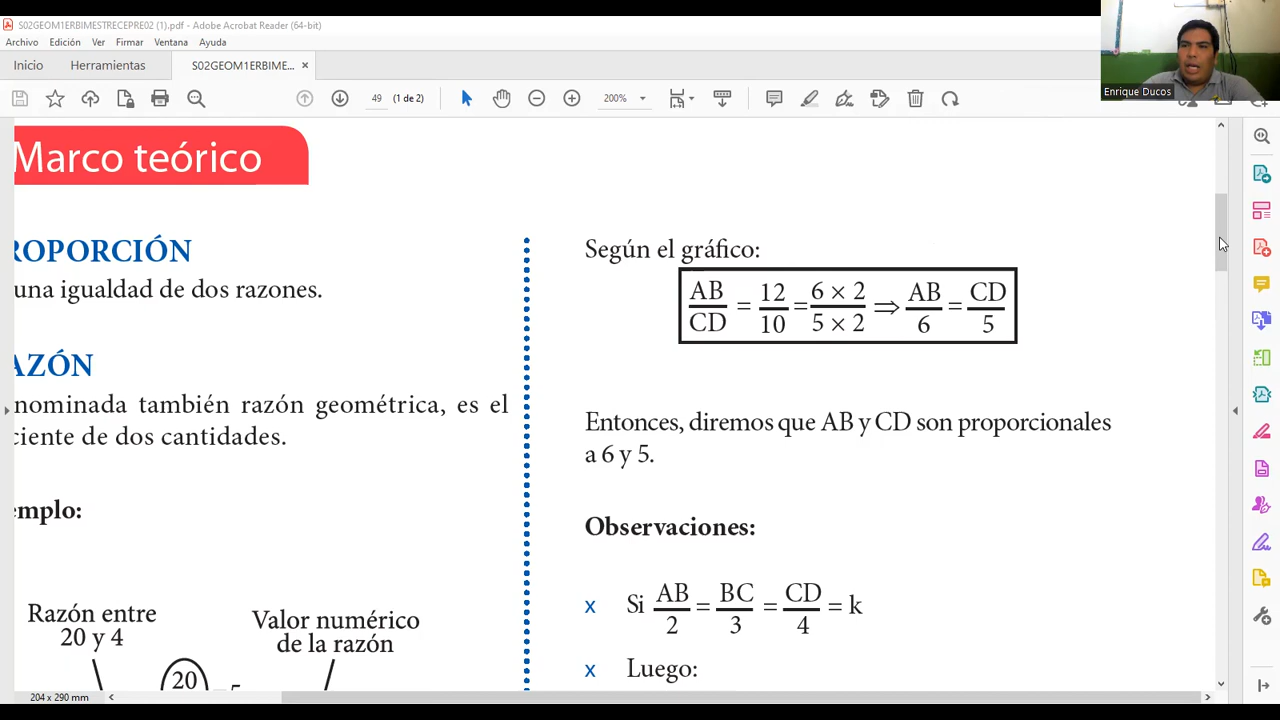 S02GEOM1ERBIMESTRECEPRE02 (1).pdf - Adobe Acrobat Reader (64-bit)
Archivo Edición Ver Firmar Ventana Ayuda
Inicio Herramientas S02GEOM1ERBIME... ×
49 (1 de 2) 200%
Enrique Ducos
Marco teórico
ROPORCIÓN
una igualdad de dos razones.
AZÓN
nominada también razón geométrica, es el
ciente de dos cantidades.
emplo:
Razón entre
20 y 4
Valor numérico
de la razón
20
Según el gráfico:
AB/CD = 12/10 = 6 × 2/5 × 2 ⇒ AB/6 = CD/5
Entonces, diremos que AB y CD son proporcionales
a 6 y 5.
Observaciones:
x Si AB/2 = BC/3 = CD/4 = k
x Luego:
204 x 290 mm